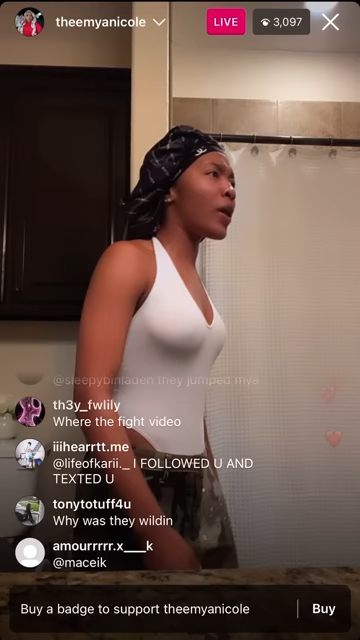 theemyanicole
LIVE
3,097
@sleepybinladen they jumped mya
th3y_fwlily
Where the fight video
iiihearrtt.me
@lifeofkarii._ I FOLLOWED U AND
TEXTED U
tonytotuff4u
Why was they wildin
amourrrrr.x___k
@maceik
Buy a badge to support theemyanicole
Buy